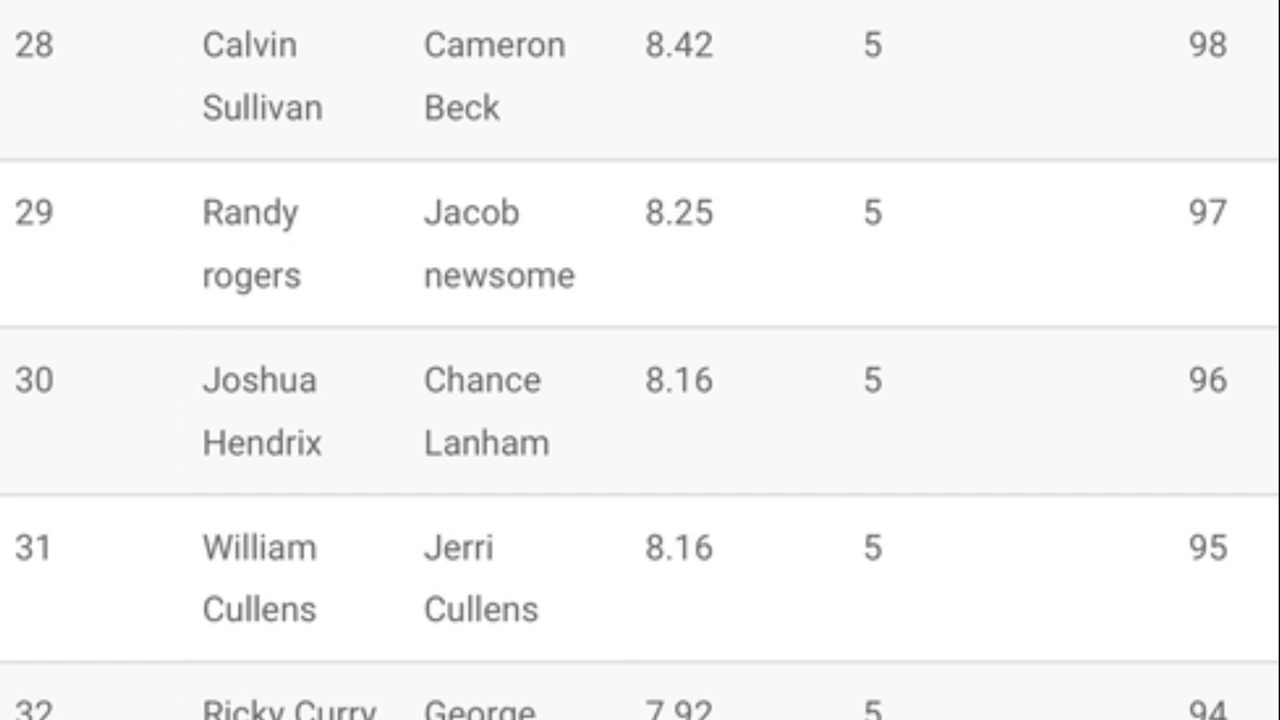 28 Calvin Cameron 8.42 5 98
Sullivan Beck
29 Randy Jacob 8.25 5 97
rogers newsome
30 Joshua Chance 8.16 5 96
Hendrix Lanham
31 William Jerri 8.16 5 95
Cullens Cullens
32 Ricky Curry George 7.92 5 94